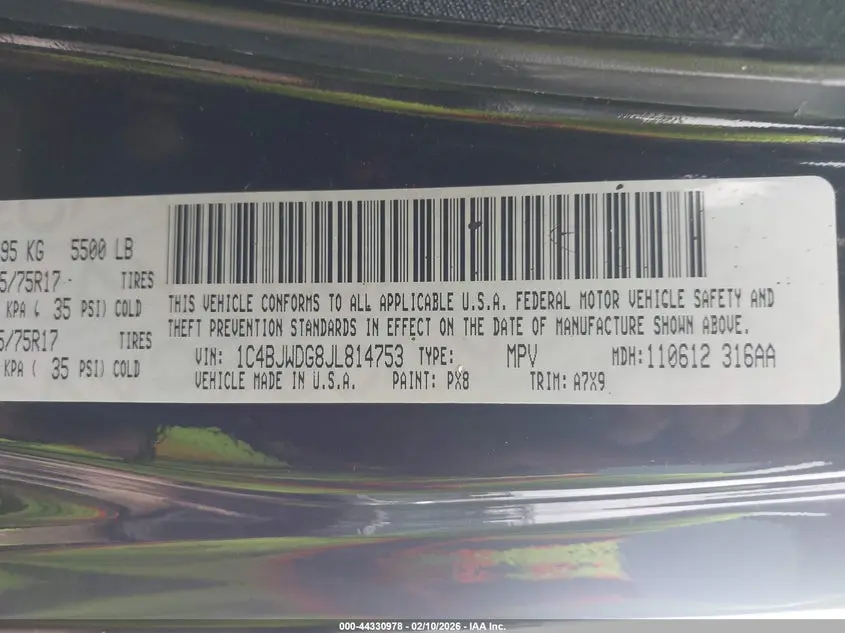 95 KG 5500 LB
5/75R17 TIRES
KPA ( 35 PSI) COLD
5/75R17 TIRES
KPA ( 35 PSI) COLD
THIS VEHICLE CONFORMS TO ALL APPLICABLE U.S.A. FEDERAL MOTOR VEHICLE SAFETY AND
THEFT PREVENTION STANDARDS IN EFFECT ON THE DATE OF MANUFACTURE SHOWN ABOVE.
VIN: 1C4BJWDG8JL814753 TYPE: MPV MDH: 110612 316AA
VEHICLE MADE IN U.S.A. PAINT: PX8 TRIM: A7X9
000-44330978 - 02/10/2026 - IAA Inc.